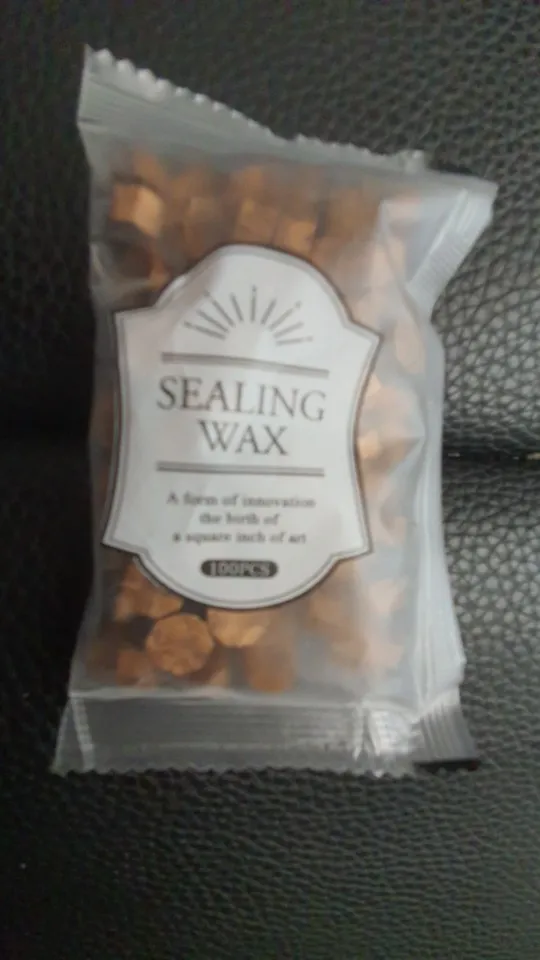 SEALING
WAX
A form of innovation
the birth of
a square inch of art
100PCS